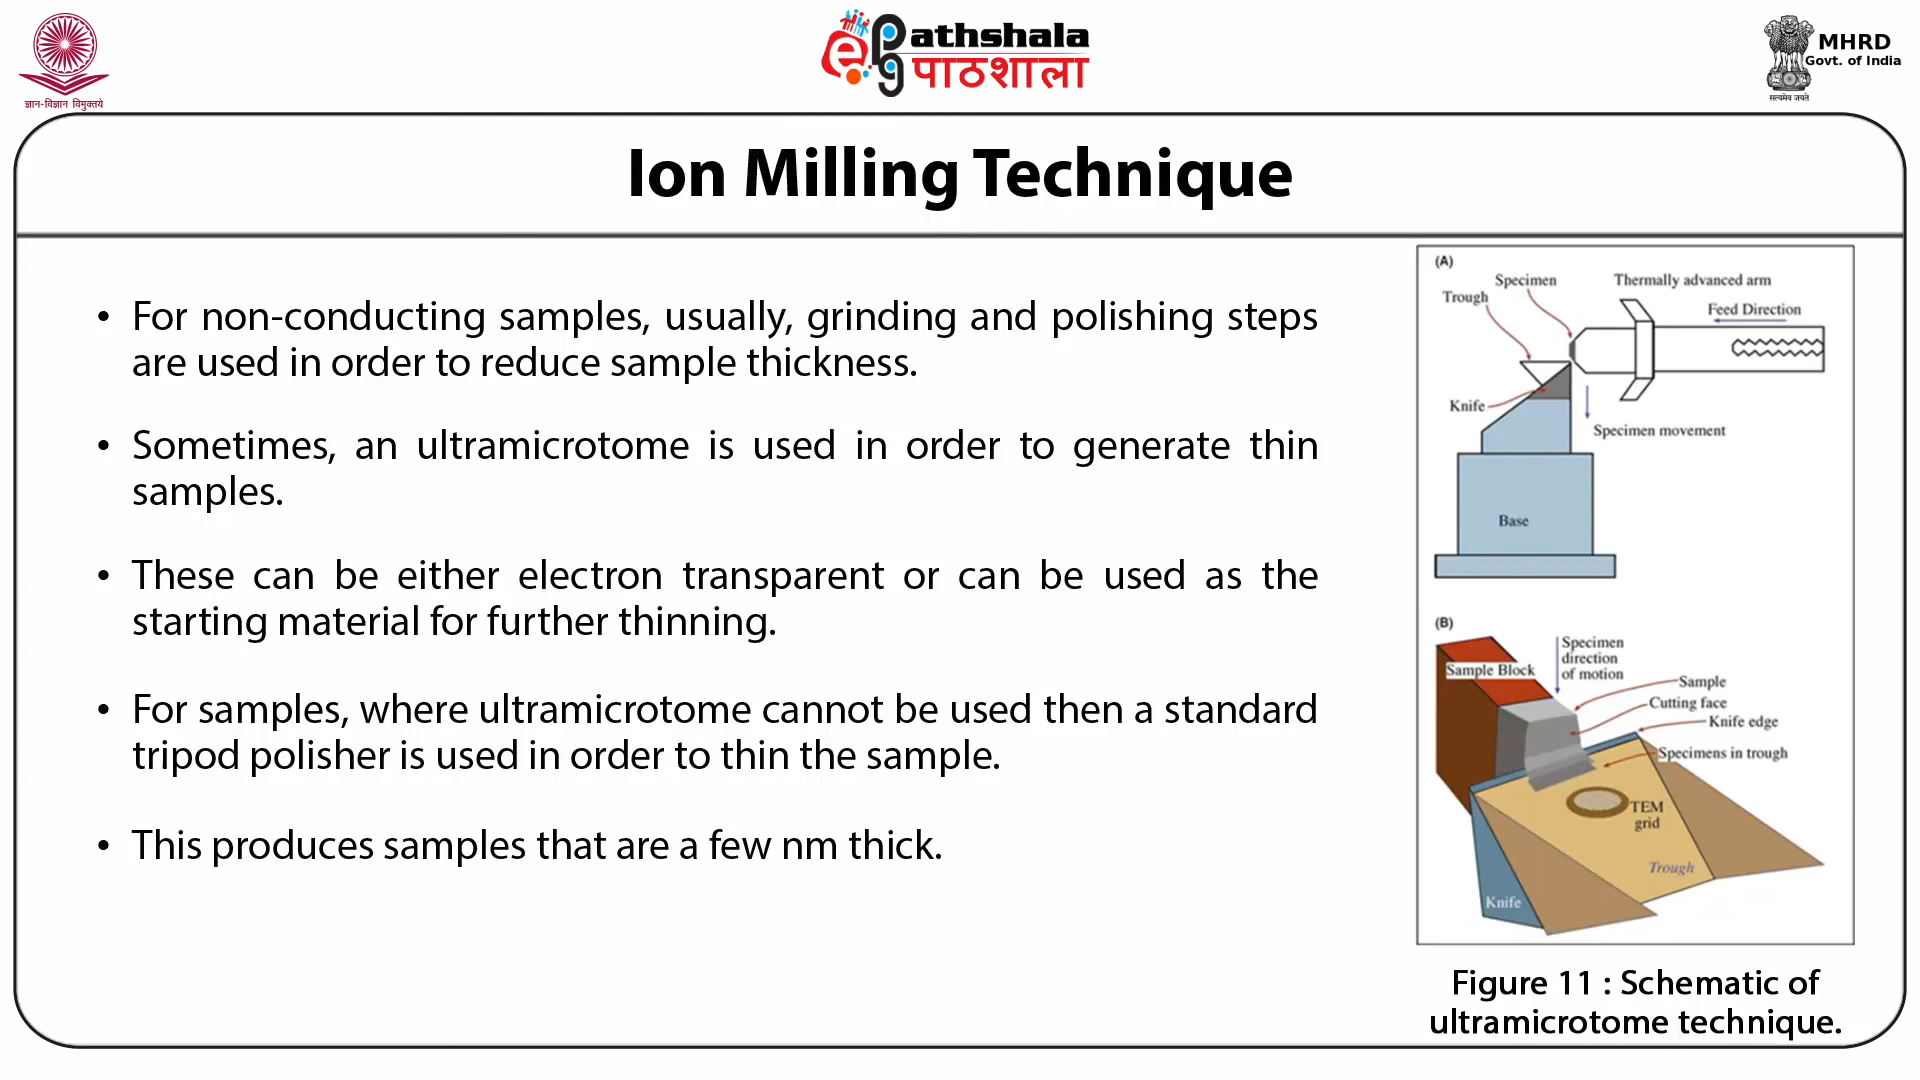 ज्ञान-विज्ञान विमुक्तये
ePathshala
पाठशाला
MHRD
Govt. of India
सत्यमेव जयते
Ion Milling Technique
• For non-conducting samples, usually, grinding and polishing steps
are used in order to reduce sample thickness.
• Sometimes, an ultramicrotome is used in order to generate thin
samples.
• These can be either electron transparent or can be used as the
starting material for further thinning.
• For samples, where ultramicrotome cannot be used then a standard
tripod polisher is used in order to thin the sample.
• This produces samples that are a few nm thick.
(A)
Specimen
Thermally advanced arm
Trough
Feed Direction
Knife
Specimen movement
Base
(B)
Specimen
direction
of motion
Sample Block
Sample
Cutting face
Knife edge
Specimens in trough
TEM
grid
Trough
Knife
Figure 11 : Schematic of
ultramicrotome technique.